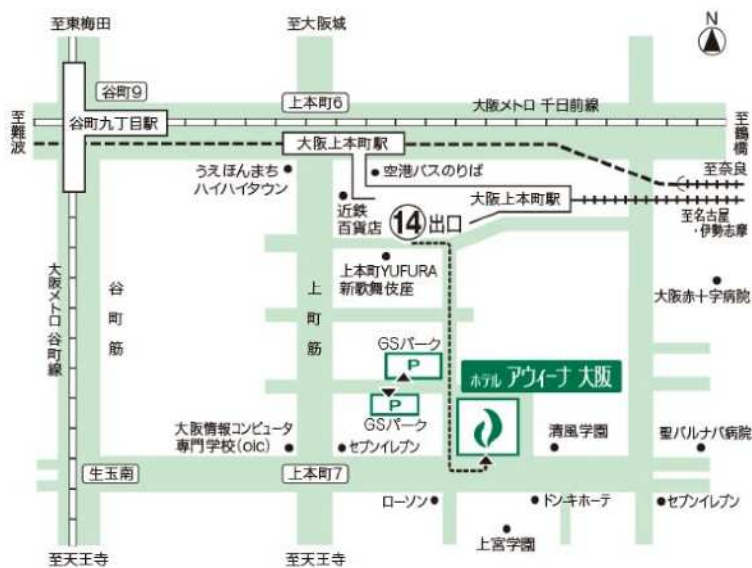 至東梅田
至大阪城
N
谷町9
上本町6
大阪メトロ 千日前線
至難波
谷町九丁目駅
大阪上本町駅
至鶴橋
うえほんまち
ハイハイタウン
空港バスのりば
至奈良
大阪上本町駅
近鉄
百貨店
14出口
至名古屋
・伊勢志摩
上本町YUFURA
新歌舞伎座
大阪赤十字病院
大阪メトロ谷町線
谷町筋
上町筋
GSパーク
P
ホテル アウィーナ 大阪
P
GSパーク
大阪情報コンピュータ
専門学校(oic)
セブンイレブン
清風学園
聖バルナバ病院
生玉南
上本町7
ローソン
ドン・キホーテ
セブンイレブン
上宮学園
至天王寺
至天王寺